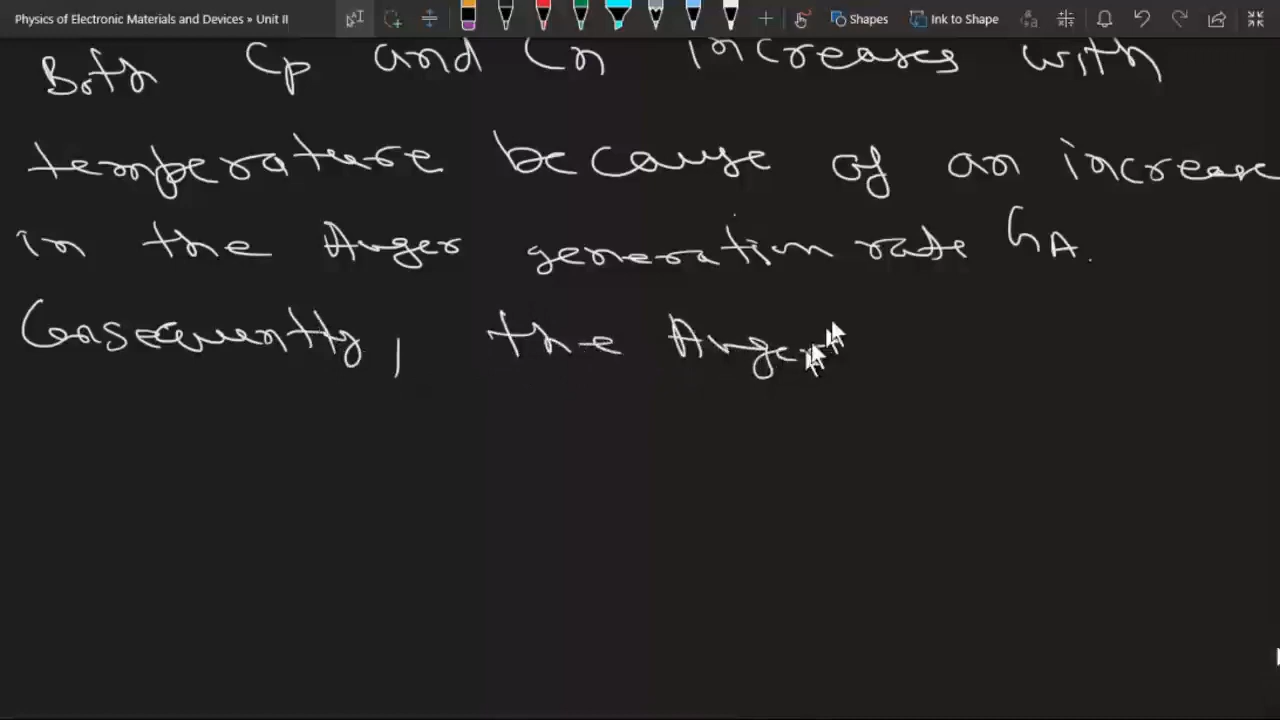 Physics of Electronic Materials and Devices » Unit II
Shapes
Ink to Shape
Both Cp and Cn increases with
temperature because of an increase
in the Auger generation rate GA.
Consequently, the Auger